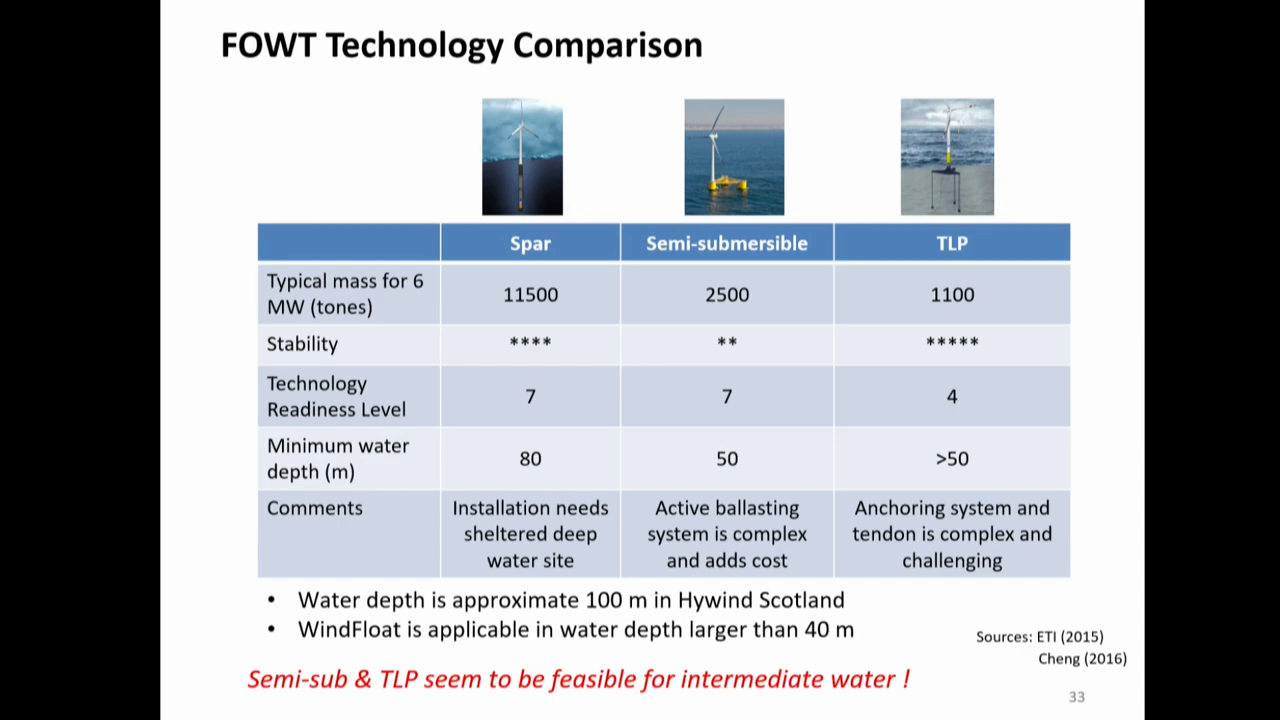 FOWT Technology Comparison
Spar Semi-submersible TLP
Typical mass for 6
MW (tones) 11500 2500 1100
Stability **** ** *****
Technology
Readiness Level 7 7 4
Minimum water
depth (m) 80 50 >50
Comments Installation needs Active ballasting Anchoring system and
sheltered deep system is complex tendon is complex and
water site and adds cost challenging
• Water depth is approximate 100 m in Hywind Scotland
• WindFloat is applicable in water depth larger than 40 m
Sources: ETI (2015)
Cheng (2016)
Semi-sub & TLP seem to be feasible for intermediate water !
33